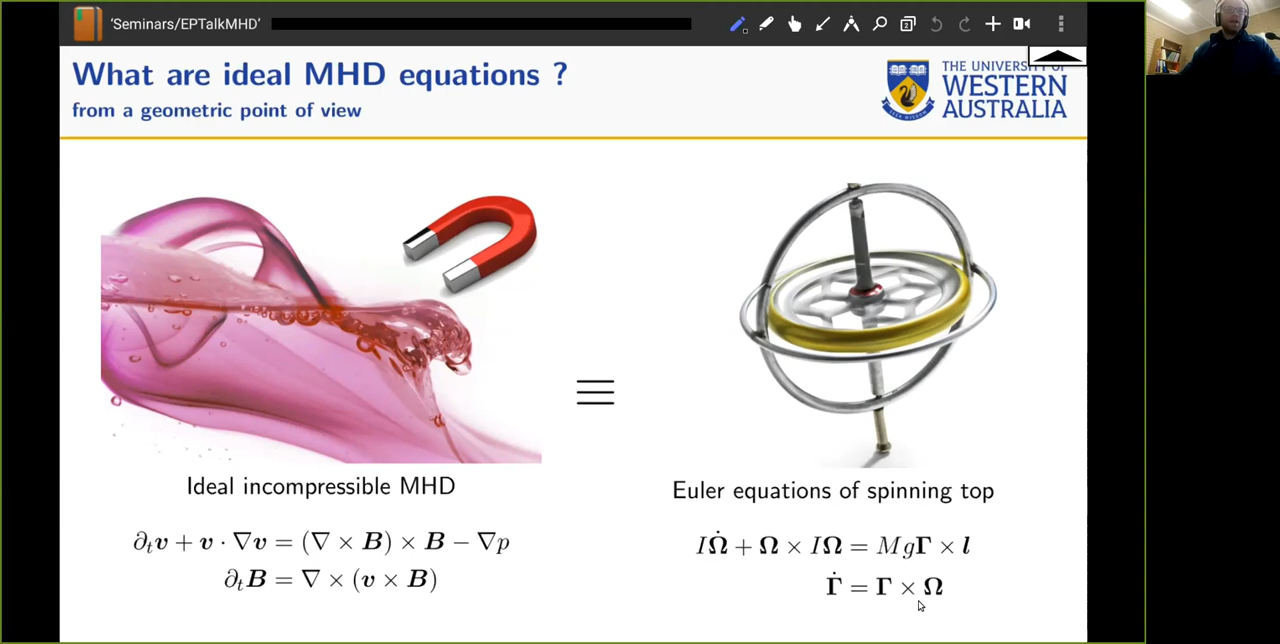 'Seminars/EPTalkMHD'
2
What are ideal MHD equations ?
from a geometric point of view
THE UNIVERSITY OF
WESTERN
AUSTRALIA
≡
Ideal incompressible MHD
Euler equations of spinning top
∂ₜv + v · ∇v = (∇ × B) × B − ∇p
∂ₜB = ∇ × (v × B)
IΩ̇ + Ω × IΩ = MgΓ × l
Γ̇ = Γ × Ω